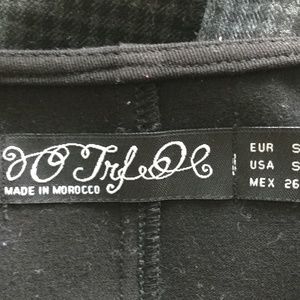 Trf
MADE IN MOROCCO
EUR S
USA S
MEX 26